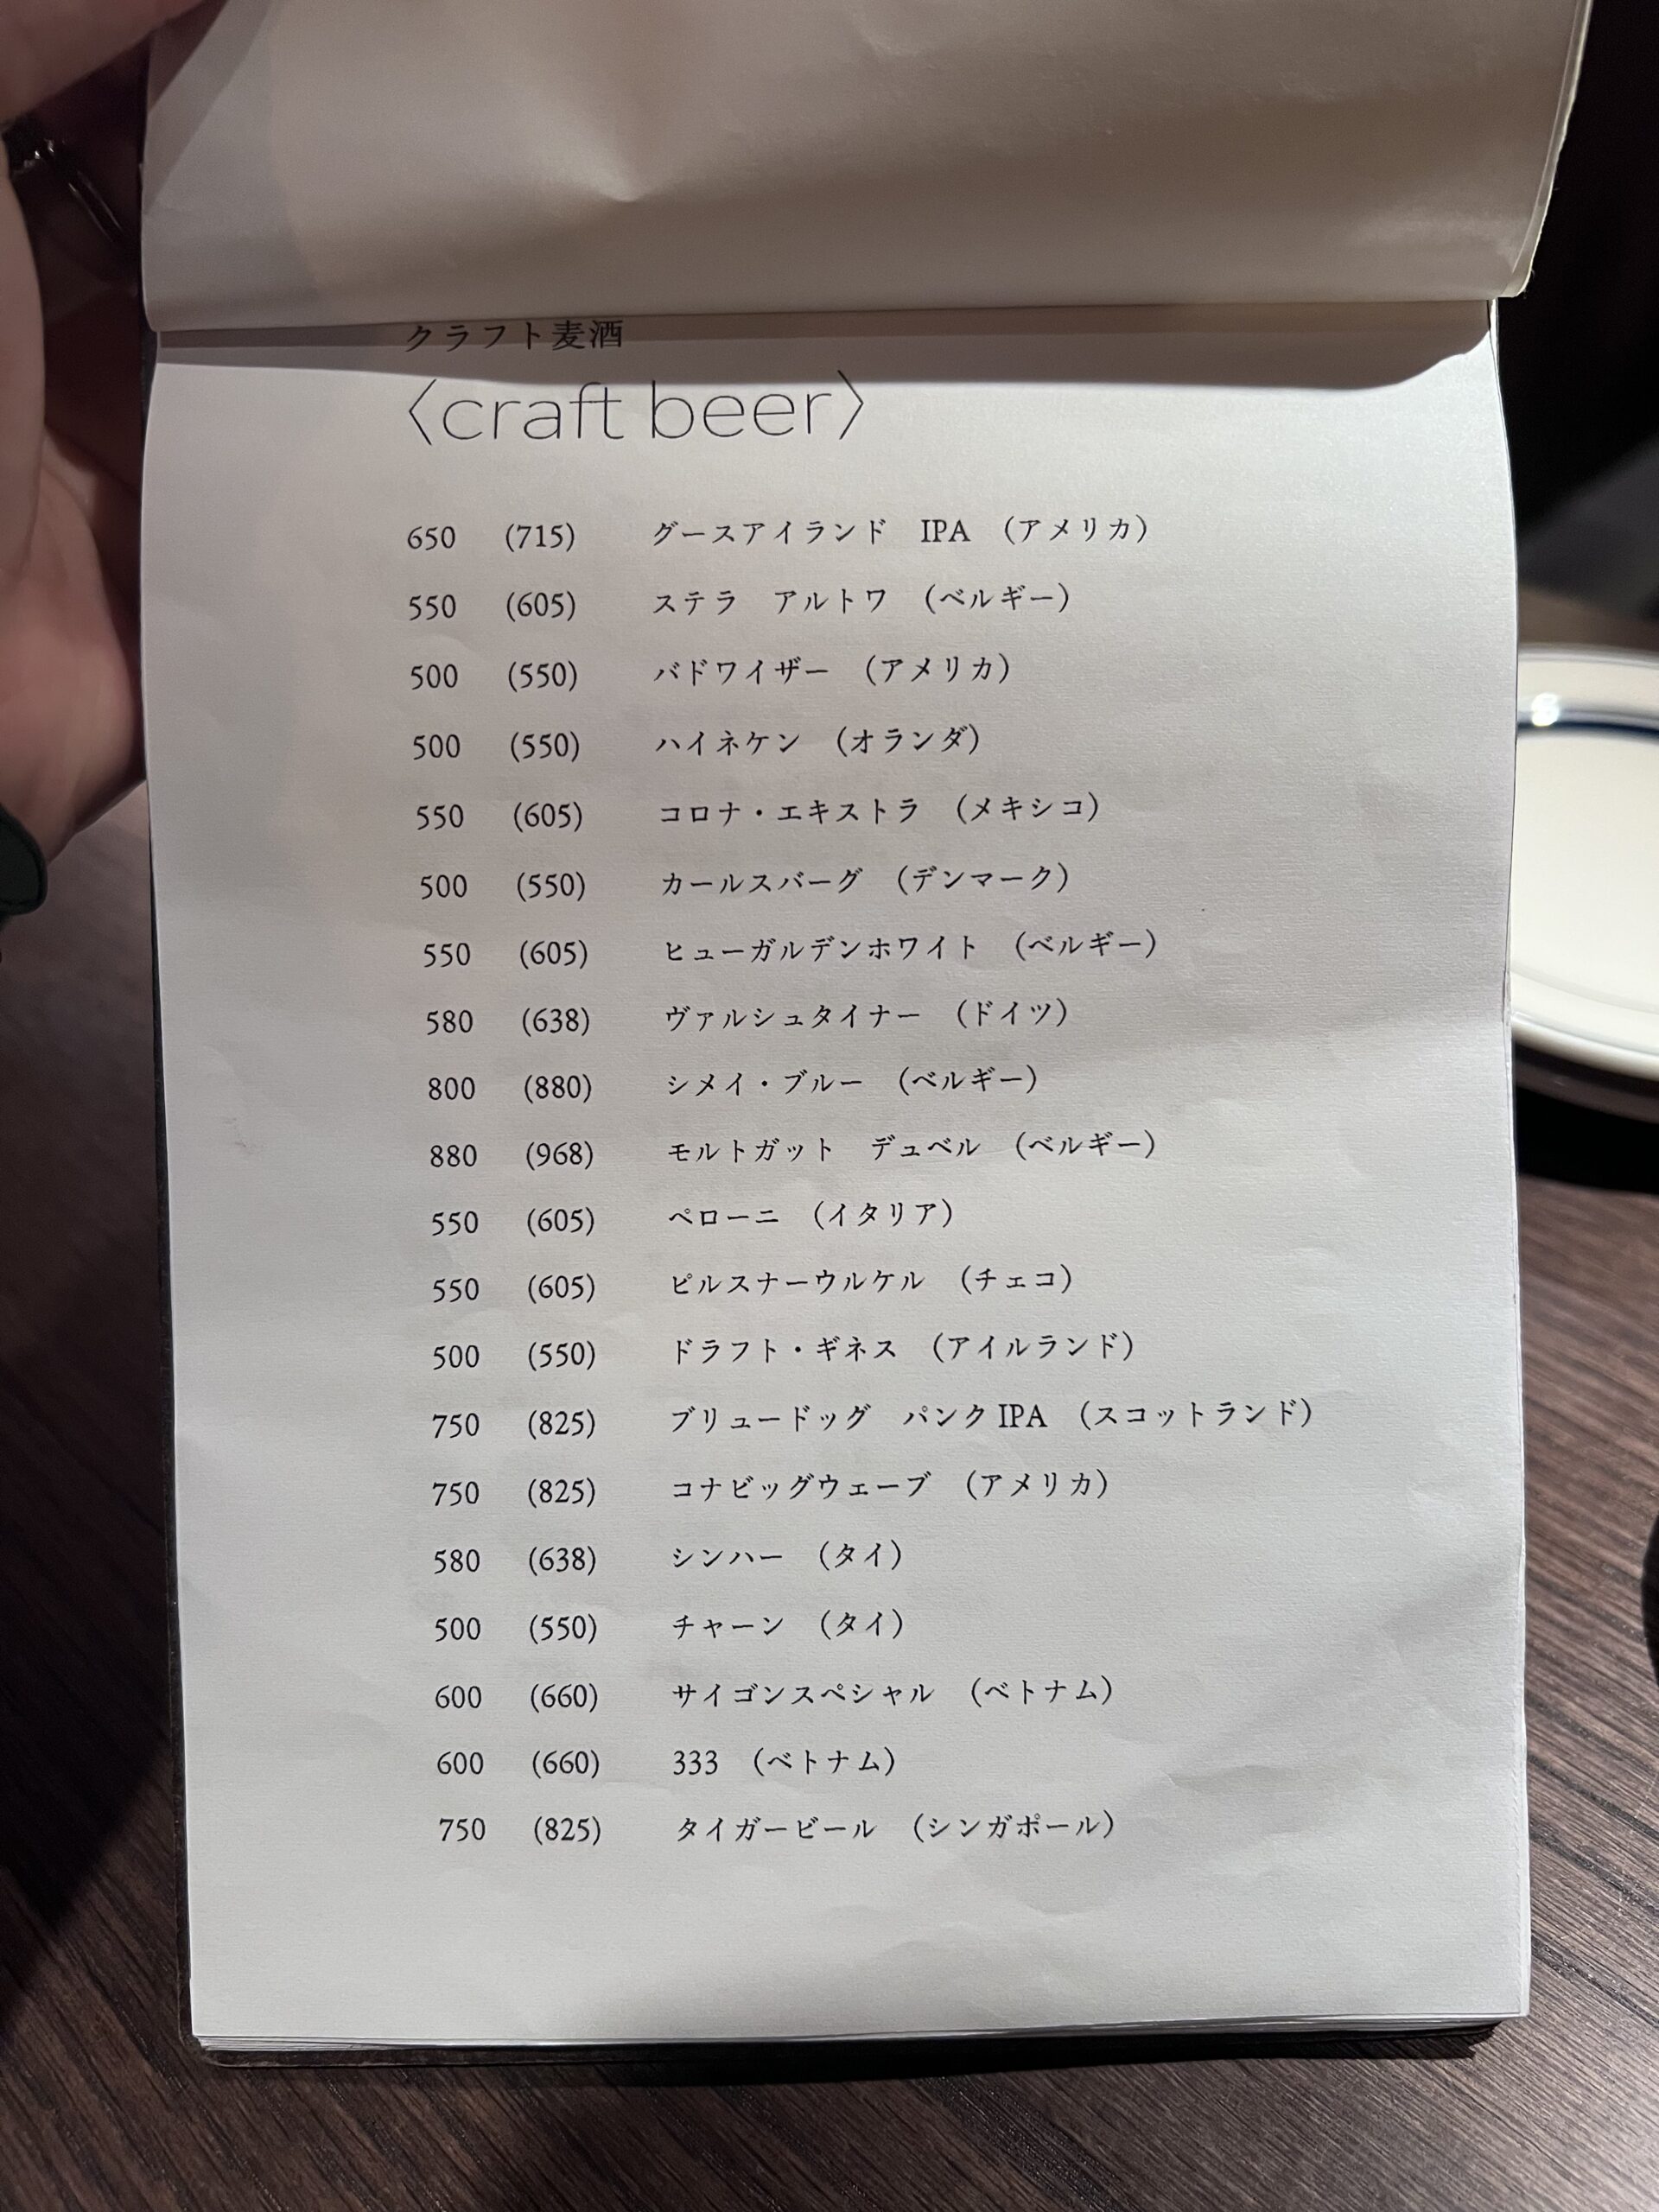 クラフト麦酒
〈craft beer〉
650 (715) グースアイランド IPA (アメリカ)
550 (605) ステラ アルトワ (ベルギー)
500 (550) バドワイザー (アメリカ)
500 (550) ハイネケン (オランダ)
550 (605) コロナ・エキストラ (メキシコ)
500 (550) カールスバーグ (デンマーク)
550 (605) ヒューガルデンホワイト (ベルギー)
580 (638) ヴァルシュタイナー (ドイツ)
800 (880) シメイ・ブルー (ベルギー)
880 (968) モルトガット デュベル (ベルギー)
550 (605) ペローニ (イタリア)
550 (605) ピルスナーウルケル (チェコ)
500 (550) ドラフト・ギネス (アイルランド)
750 (825) ブリュードッグ パンクIPA (スコットランド)
750 (825) コナビッグウェーブ (アメリカ)
580 (638) シンハー (タイ)
500 (550) チャーン (タイ)
600 (660) サイゴンスペシャル (ベトナム)
600 (660) 333 (ベトナム)
750 (825) タイガービール (シンガポール)